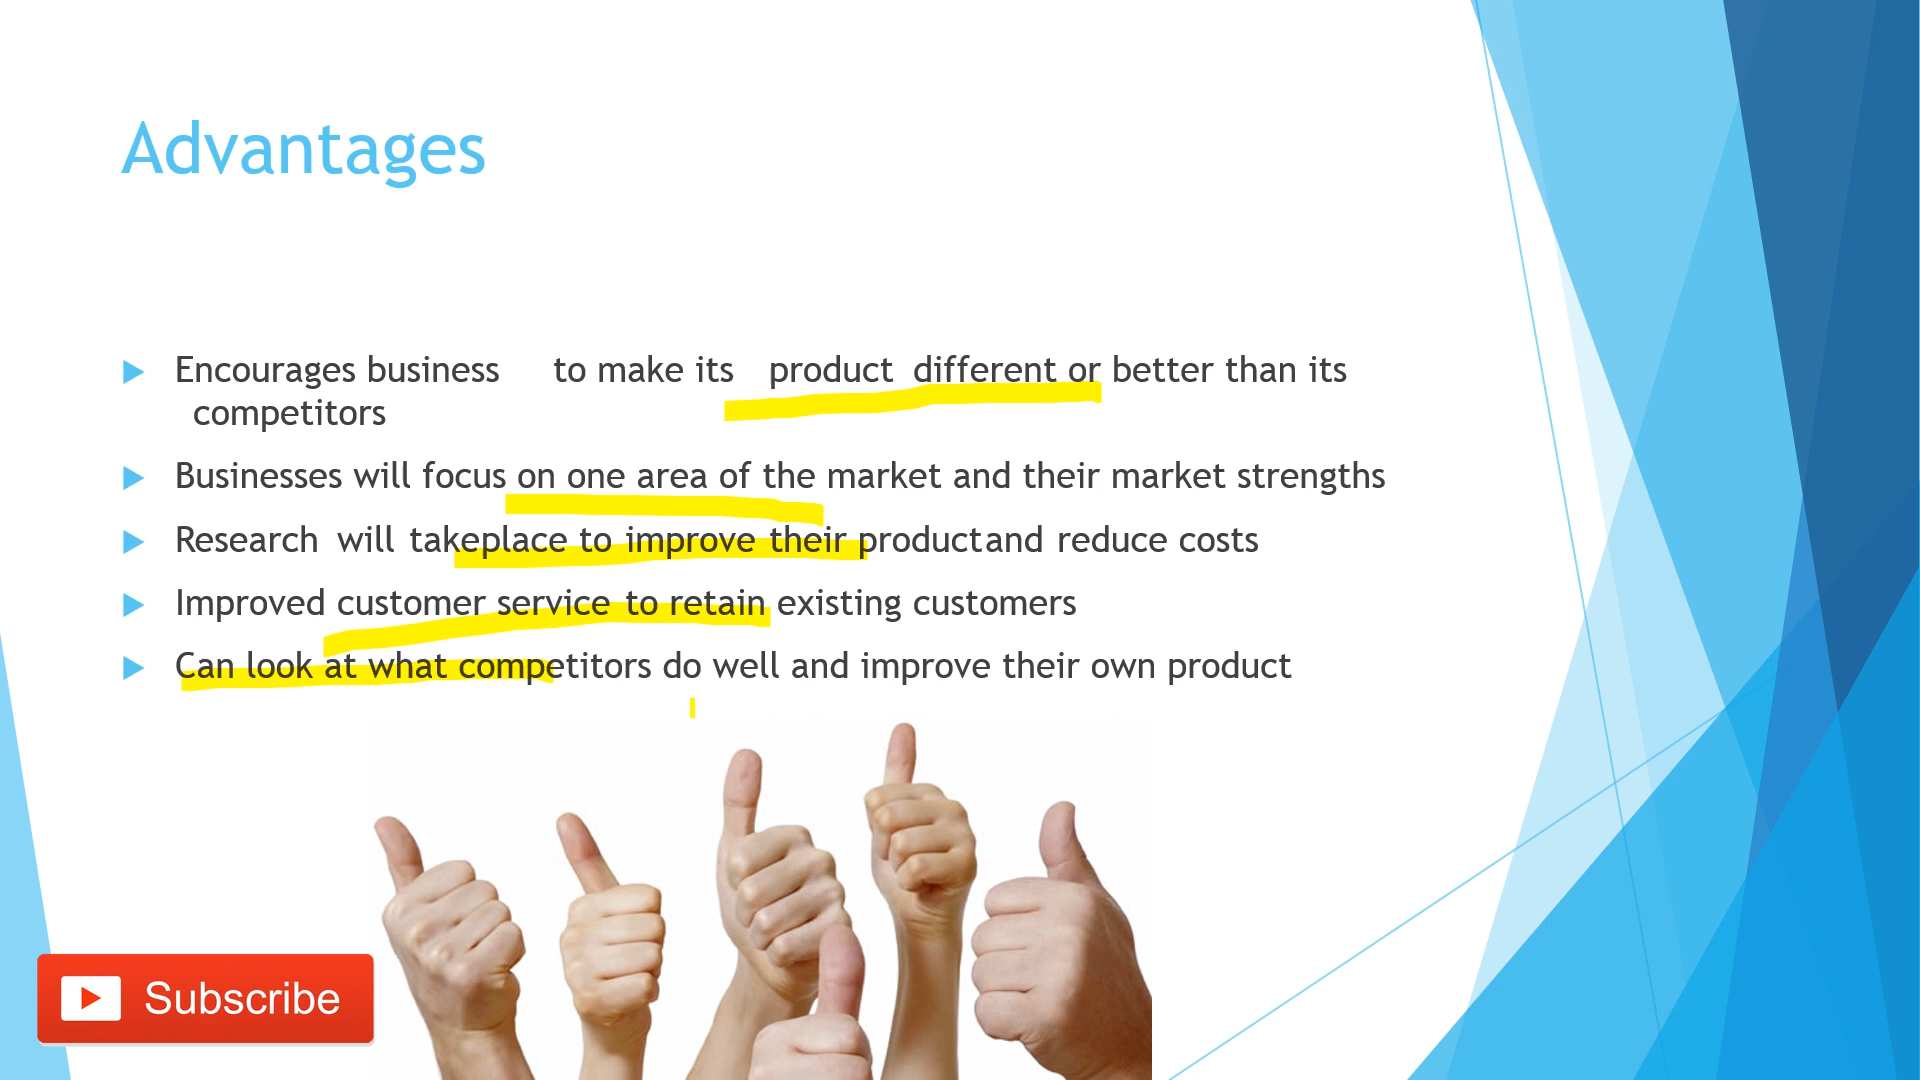 Advantages
Encourages business to make its product different or better than its
competitors
Businesses will focus on one area of the market and their market strengths
Research will takeplace to improve their productand reduce costs
Improved customer service to retain existing customers
Can look at what competitors do well and improve their own product
Subscribe